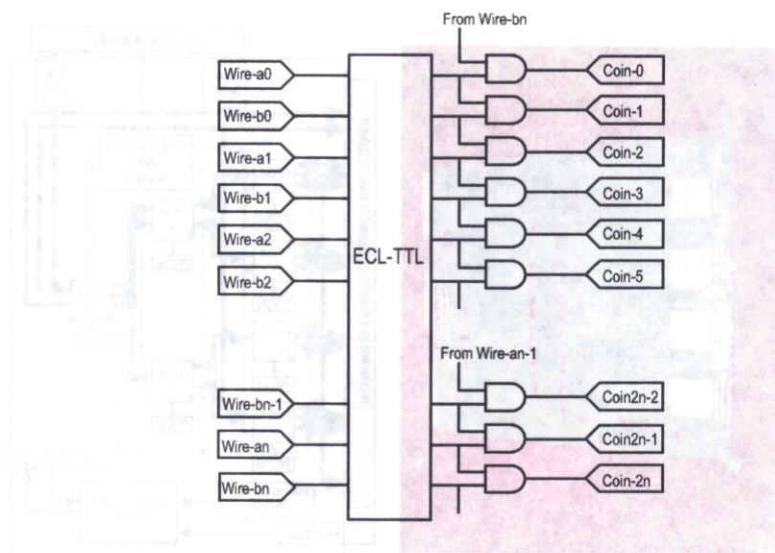 From Wire-bn
Wire-a0
Wire-b0
Wire-a1
Wire-b1
Wire-a2
Wire-b2
Wire-bn-1
Wire-an
Wire-bn
ECL-TTL
Coin-0
Coin-1
Coin-2
Coin-3
Coin-4
Coin-5
From Wire-an-1
Coin2n-2
Coin2n-1
Coin-2n